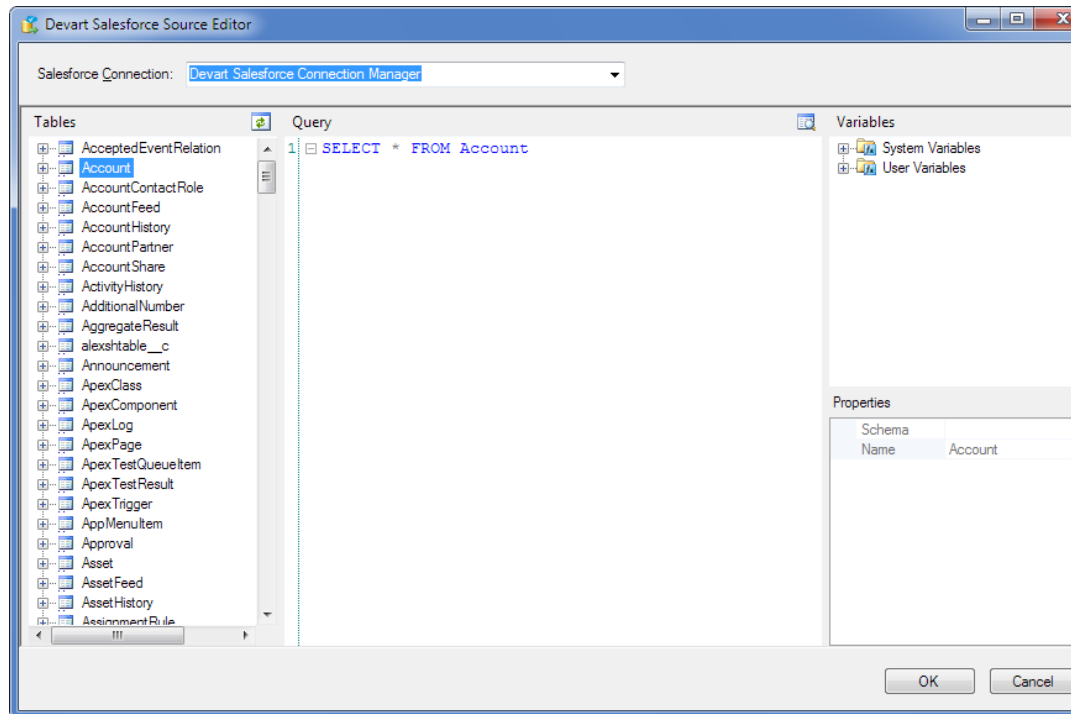 Devart Salesforce Source Editor
Salesforce Connection: Devart Salesforce Connection Manager
Tables
Query
Variables
AcceptedEventRelation
Account
AccountContactRole
AccountFeed
AccountHistory
AccountPartner
AccountShare
ActivityHistory
AdditionalNumber
AggregateResult
alexshtable__c
Announcement
ApexClass
ApexComponent
ApexLog
ApexPage
ApexTestQueueItem
ApexTestResult
ApexTrigger
AppMenuItem
Approval
Asset
AssetFeed
AssetHistory
AssignmentRule
1 SELECT * FROM Account
System Variables
User Variables
Properties
Schema
Name Account
OK Cancel